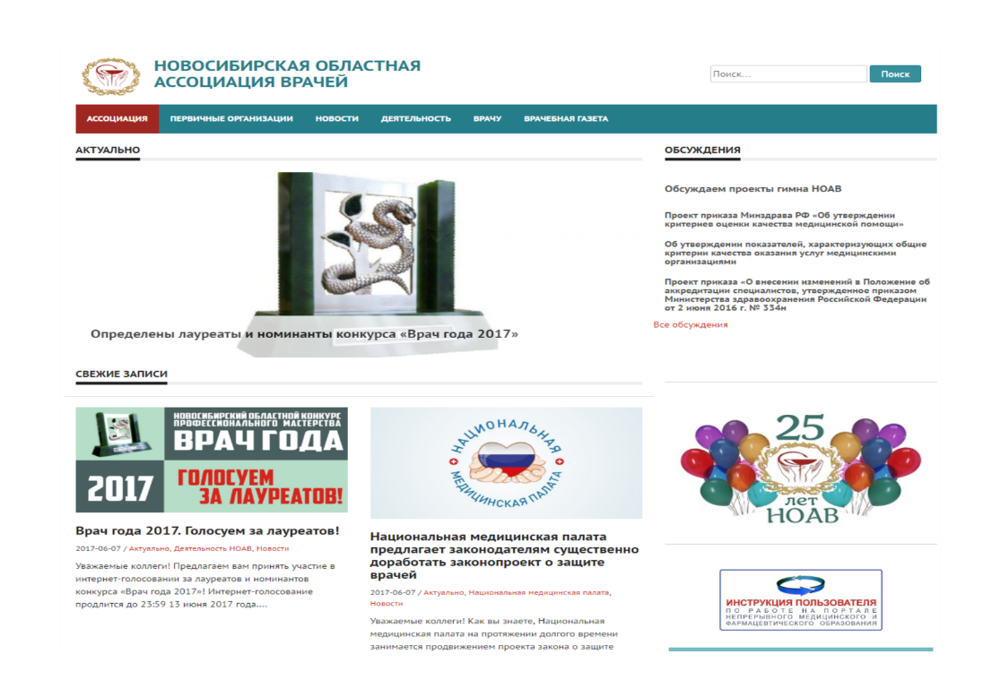 НОВОСИБИРСКАЯ ОБЛАСТНАЯ
АССОЦИАЦИЯ ВРАЧЕЙ
Поиск...
Поиск
АССОЦИАЦИЯ ПЕРВИЧНЫЕ ОРГАНИЗАЦИИ НОВОСТИ ДЕЯТЕЛЬНОСТЬ ВРАЧУ ВРАЧЕБНАЯ ГАЗЕТА
АКТУАЛЬНО
Определены лауреаты и номинанты конкурса «Врач года 2017»
СВЕЖИЕ ЗАПИСИ
НОВОСИБИРСКИЙ ОБЛАСТНОЙ КОНКУРС
ПРОФЕССИОНАЛЬНОГО МАСТЕРСТВА
ВРАЧ ГОДА
2017
ГОЛОСУЕМ
ЗА ЛАУРЕАТОВ!
Врач года 2017. Голосуем за лауреатов!
2017-06-07 / Актуально, Деятельность НОАВ, Новости
Уважаемые коллеги! Предлагаем вам принять участие в
интернет-голосовании за лауреатов и номинантов
конкурса «Врач года 2017»! Интернет-голосование
продлится до 23:59 13 июня 2017 года....
НАЦИОНАЛЬНАЯ
МЕДИЦИНСКАЯ ПАЛАТА
Национальная медицинская палата
предлагает законодателям существенно
доработать законопроект о защите
врачей
2017-06-07 / Актуально, Национальная медицинская палата,
Новости
Уважаемые коллеги! Как вы знаете, Национальная
медицинская палата на протяжении долгого времени
занимается продвижением проекта закона о защите
ОБСУЖДЕНИЯ
Обсуждаем проекты гимна НОАВ
Проект приказа Минздрава РФ «Об утверждении
критериев оценки качества медицинской помощи»
Об утверждении показателей, характеризующих общие
критерии качества оказания услуг медицинскими
организациями
Проект приказа «О внесении изменений в Положение об
аккредитации специалистов, утвержденное приказом
Министерства здравоохранения Российской Федерации
от 2 июня 2016 г. № 334н
Все обсуждения
25
лет
НОАВ
ИНСТРУКЦИЯ ПОЛЬЗОВАТЕЛЯ
ПО РАБОТЕ НА ПОРТАЛЕ
НЕПРЕРЫВНОГО МЕДИЦИНСКОГО И
ФАРМАЦЕВТИЧЕСКОГО ОБРАЗОВАНИЯ